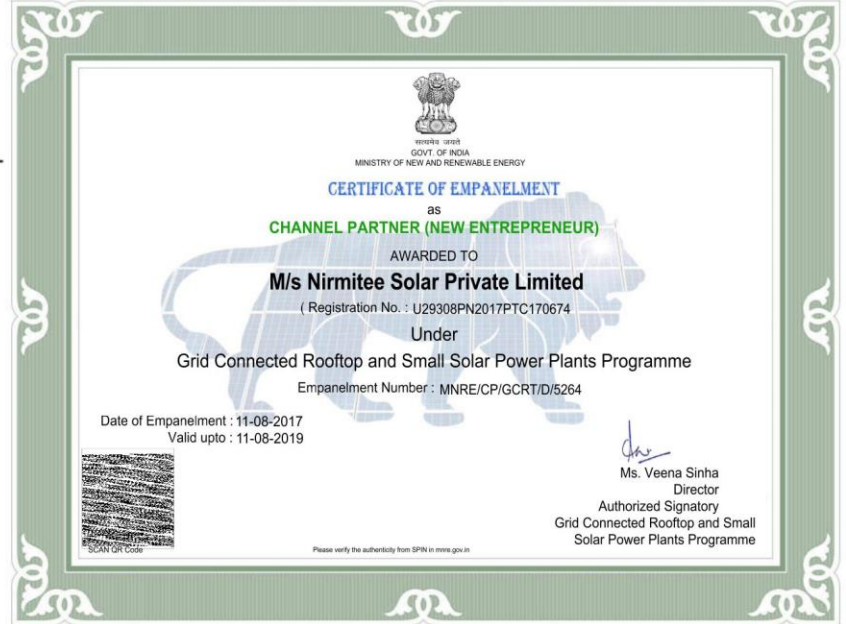 सत्यमेव जयते
GOVT. OF INDIA
MINISTRY OF NEW AND RENEWABLE ENERGY
CERTIFICATE OF EMPANELMENT
as
CHANNEL PARTNER (NEW ENTREPRENEUR)
AWARDED TO
M/s Nirmitee Solar Private Limited
( Registration No. : U29308PN2017PTC170674
Under
Grid Connected Rooftop and Small Solar Power Plants Programme
Empanelment Number : MNRE/CP/GCRT/D/5264
Date of Empanelment : 11-08-2017
Valid upto : 11-08-2019
Ms. Veena Sinha
Director
Authorized Signatory
Grid Connected Rooftop and Small
Solar Power Plants Programme
SCAN QR Code
Please verify the authenticity from SPIN in mnre.gov.in